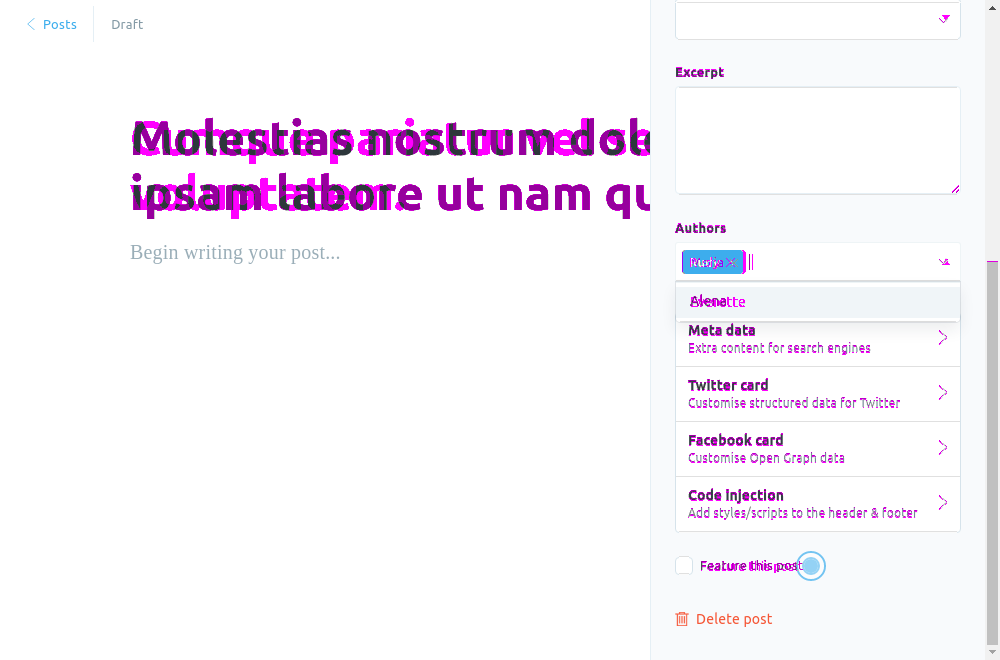 Posts
Draft
Excerpt
Molestias nostrum dol
ipsam labore ut nam qu
Authors
Begin writing your post...
Meta data
Extra content for search engines
Twitter card
Customise structured data for Twitter
Facebook card
Customise Open Graph data
Code injection
Add styles/scripts to the header & footer
Feature this post
Delete post